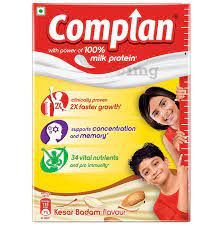 Complan
with power of 100%
milk protein*
2X
clinically proven
2X faster growth*
supports concentration
and memory*
34 vital nutrients
and pro immunity*
Kesar Badam flavour